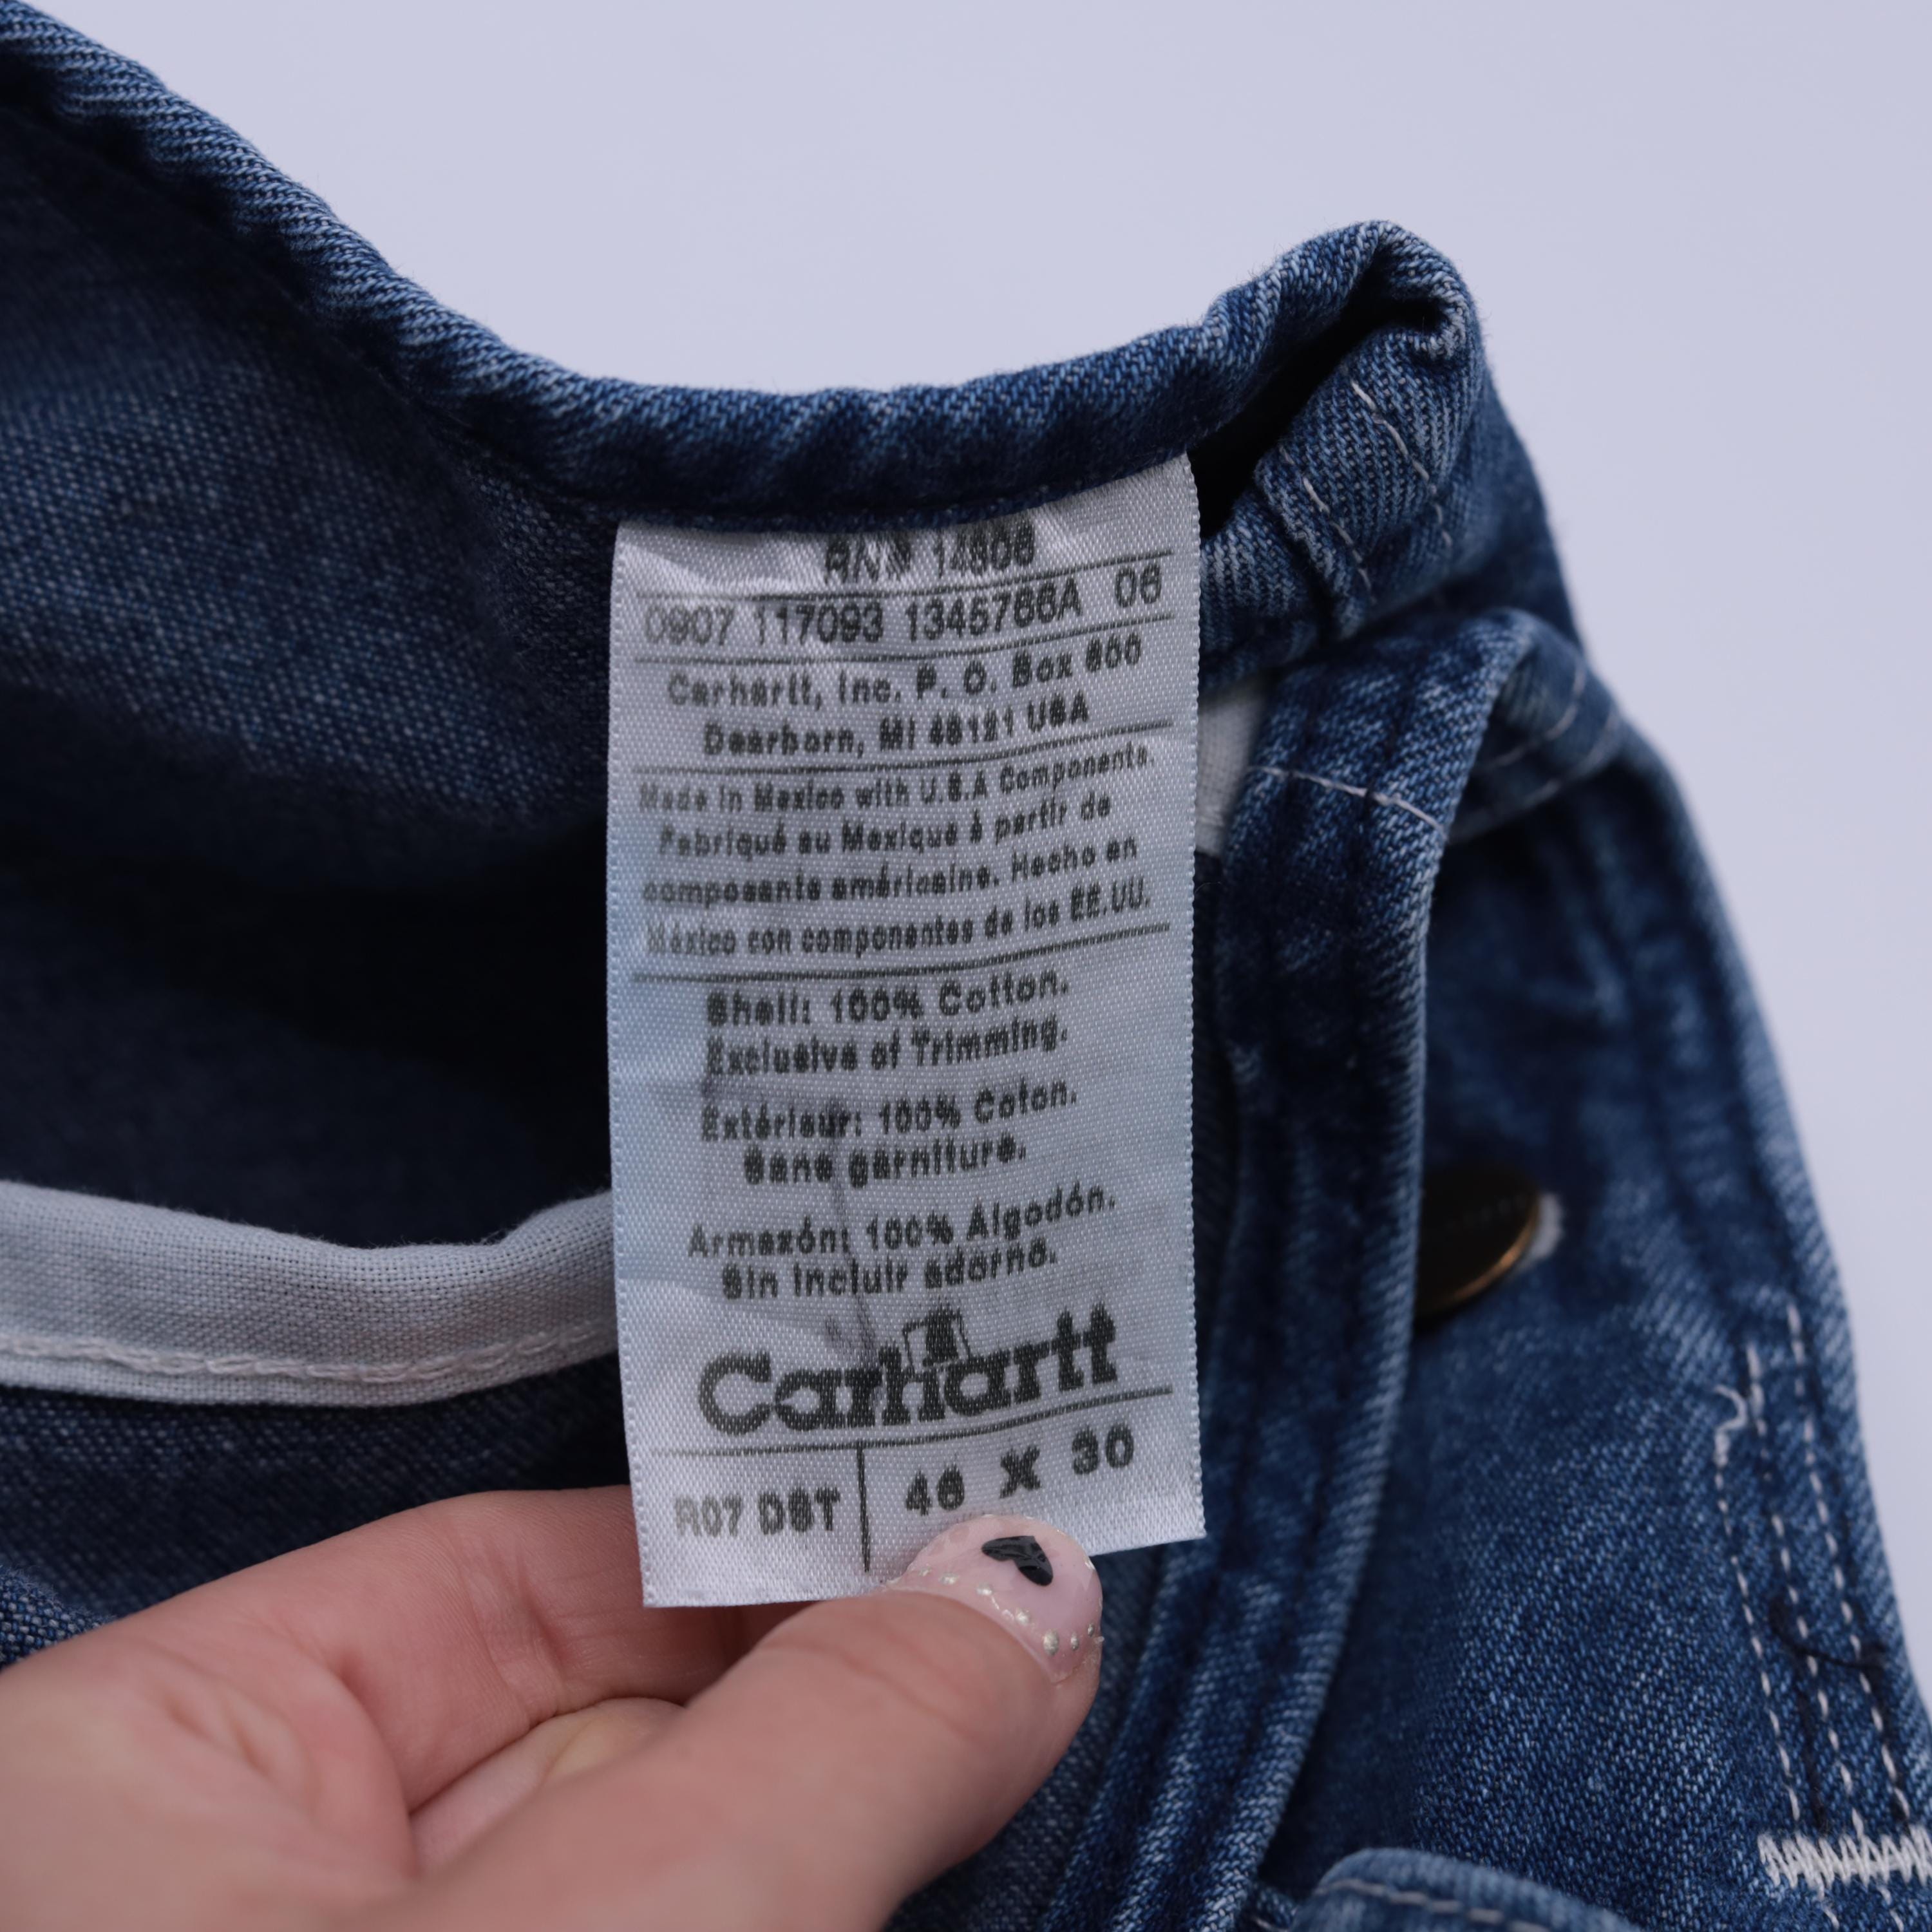 RN# 14806
0907 117093 1345766A 06
Carhartt, Inc. P. O. Box 600
Dearborn, MI 48121 USA
Made in Mexico with U.S.A Components.
Fabriqué au Mexique à partir de
composants américains. Hecho en
México con componentes de los EE.UU.
Shell: 100% Cotton.
Exclusive of Trimming.
Extérieur: 100% Coton.
Sans garniture.
Armazón: 100% Algodón.
Sin incluir adorno.
Carhartt
R07 DST 46 X 30